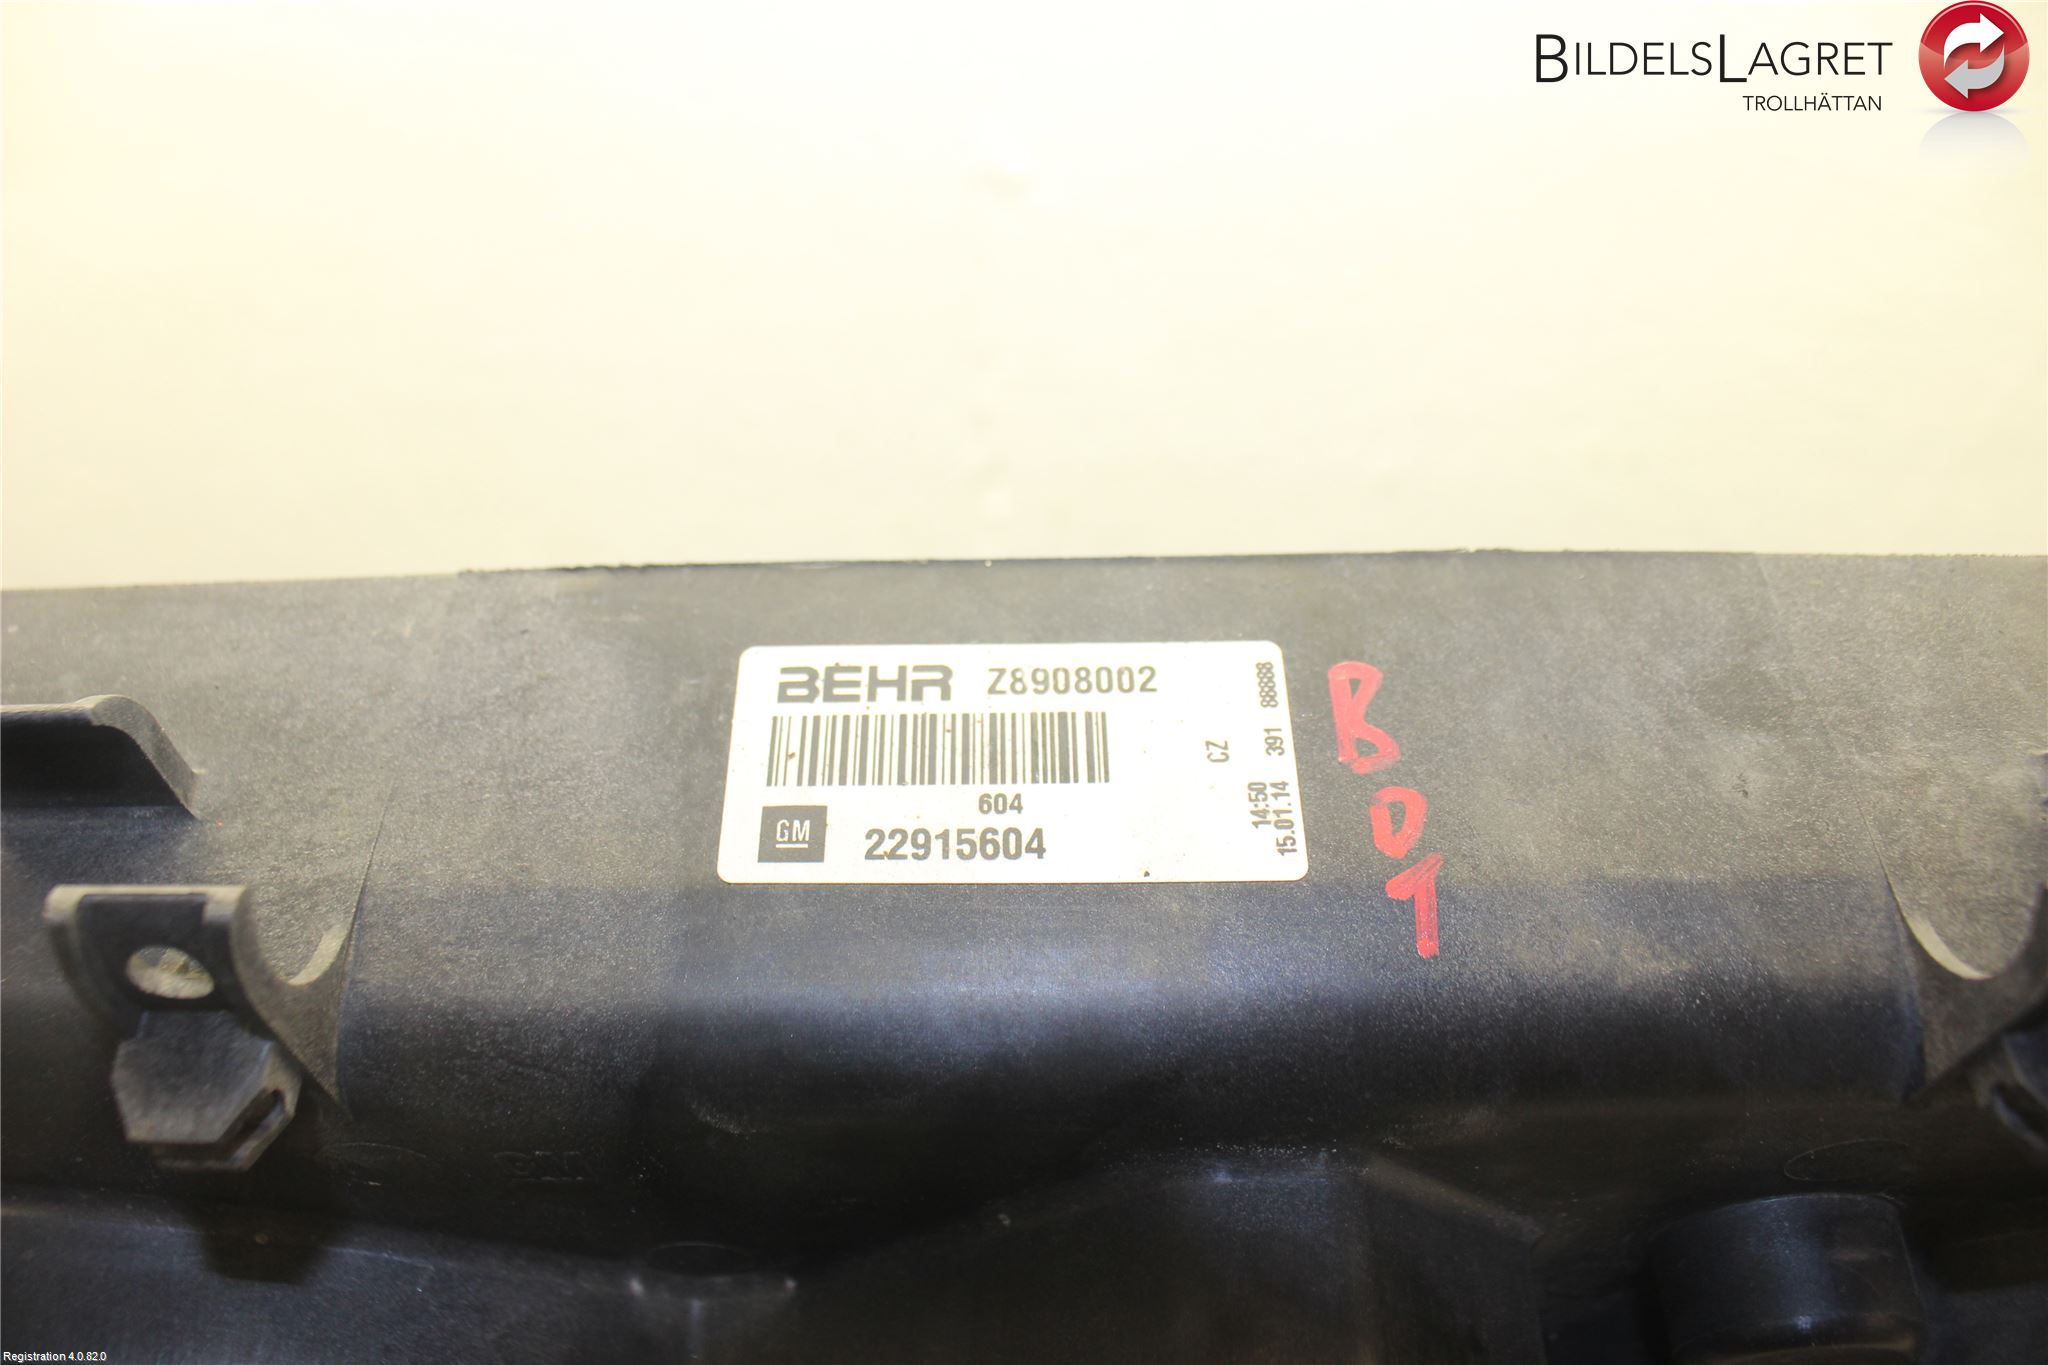 BILDELSLAGRET
TROLLHÄTTAN
BEHR Z8908002
604
GM 22915604
CZ
14:50
15.01.14 391 88888
B01
Registration 4.0.82.0